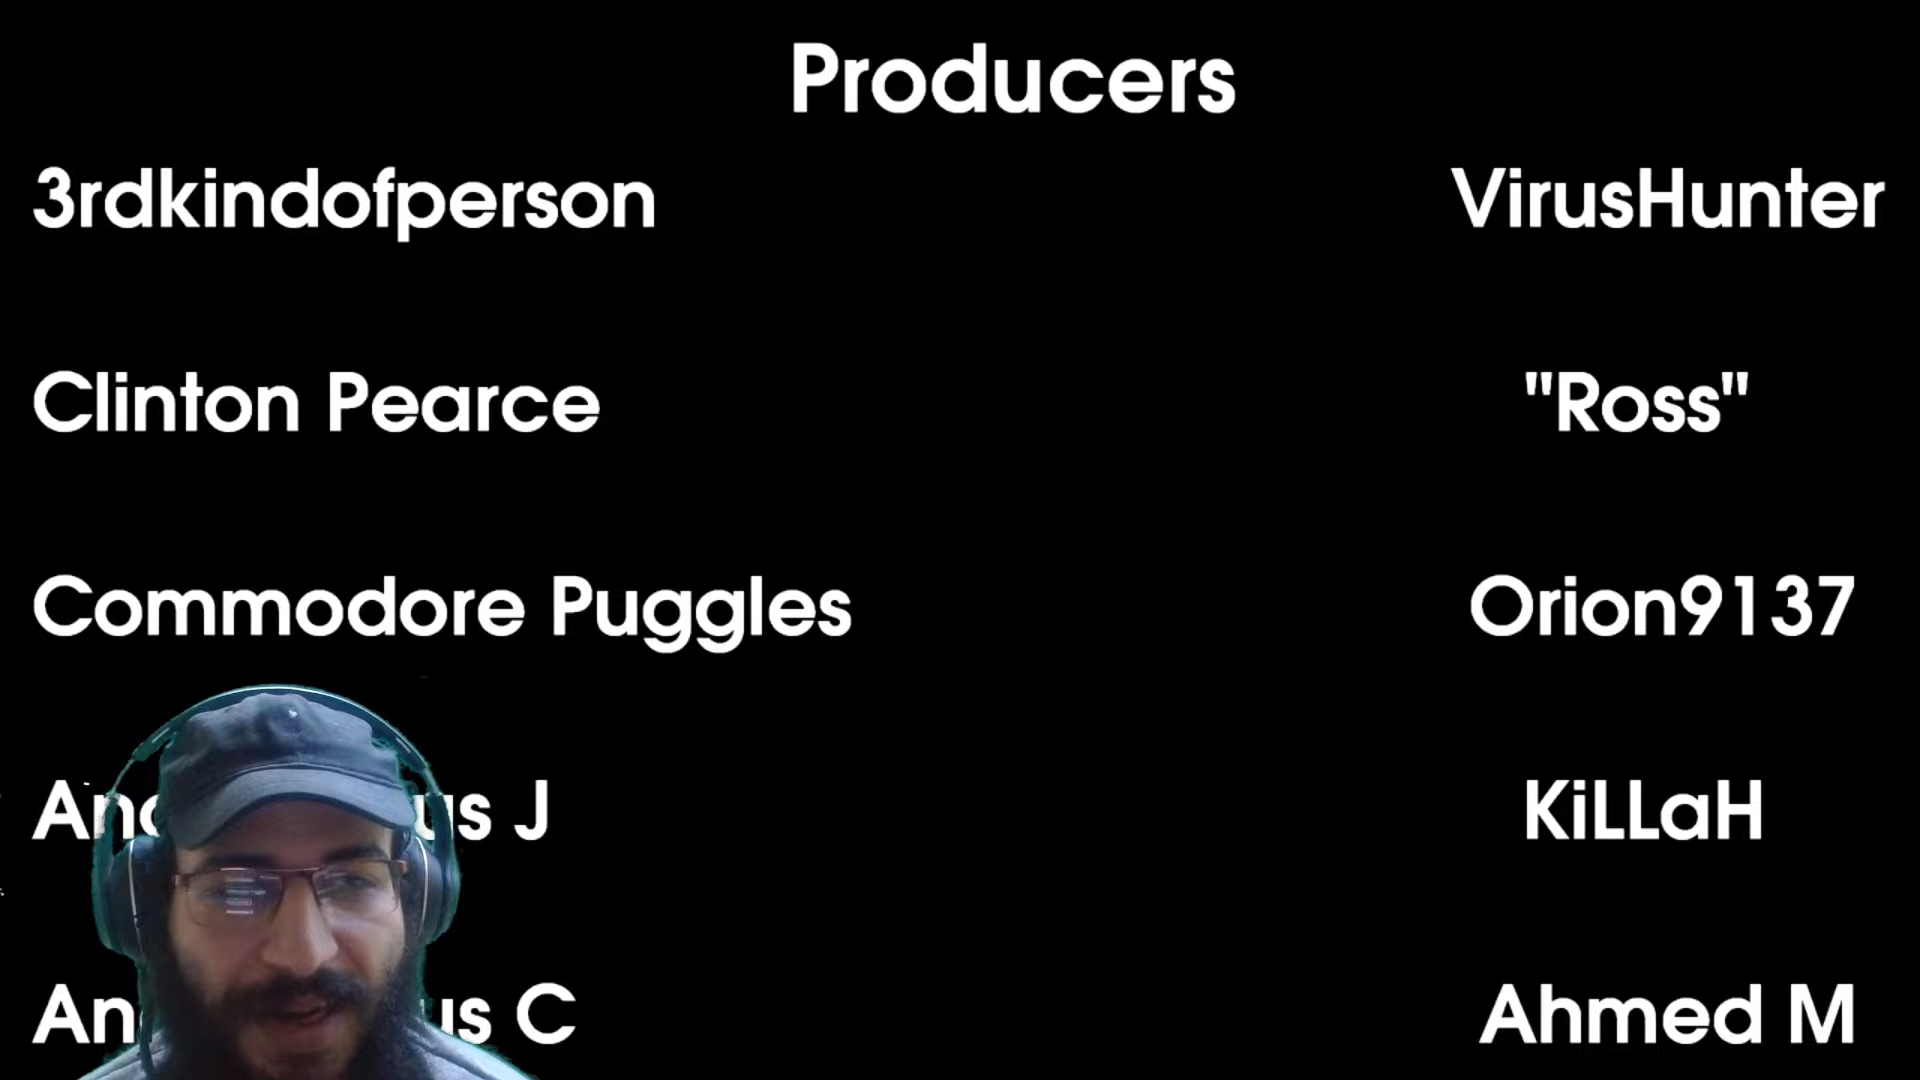 Producers
3rdkindofperson VirusHunter
Clinton Pearce "Ross"
Commodore Puggles Orion9137
J KiLLaH
C Ahmed M